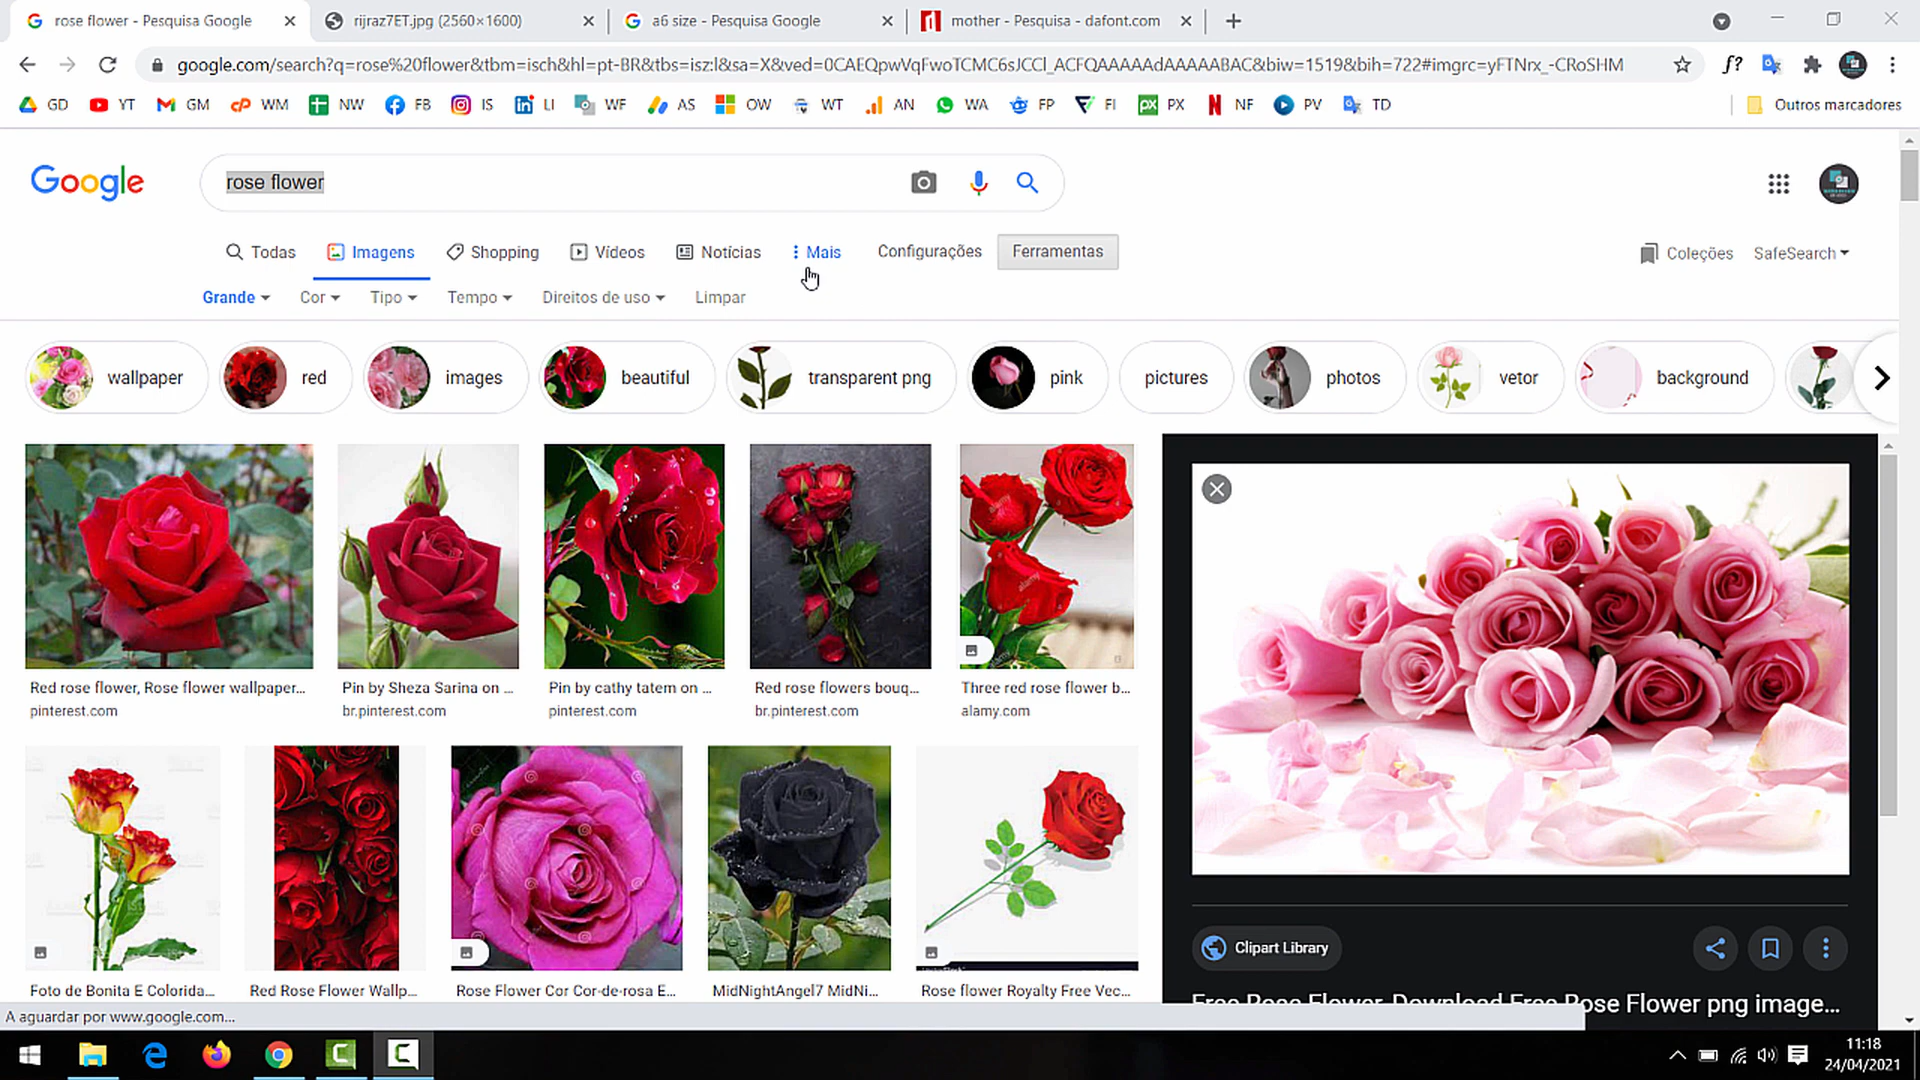 rose flower - Pesquisa Google
rijraz7ET.jpg (2560×1600)
a6 size - Pesquisa Google
mother - Pesquisa - dafont.com
google.com/search?q=rose%20flower&tbm=isch&hl=pt-BR&tbs=isz:l&sa=X&ved=0CAEQpwVqFwoTCMC6sJCCl_ACFQAAAAAdAAAAABAC&biw=1519&bih=722#imgrc=yFTNrx_-CRoSHM
f?
GD YT GM WM NW FB IS LI WF AS OW WT AN WA FP FI PX NF PV TD Outros marcadores
Google
rose flower
Todas Imagens Shopping Vídeos Notícias Mais Configurações Ferramentas Coleções SafeSearch
Grande Cor Tipo Tempo Direitos de uso Limpar
wallpaper red images beautiful transparent png pink pictures photos vetor background
Red rose flower, Rose flower wallpaper...
pinterest.com
Pin by Sheza Sarina on ...
br.pinterest.com
Pin by cathy tatem on ...
pinterest.com
Red rose flowers bouq...
br.pinterest.com
Three red rose flower b...
alamy.com
Foto de Bonita E Colorida...
Red Rose Flower Wallp...
Rose Flower Cor Cor-de-rosa E...
MidNightAngel7 MidNi...
Rose flower Royalty Free Vec...
Clipart Library
Free Rose Flower, Download Free Rose Flower png image...
A aguardar por www.google.com...
11:18
24/04/2021